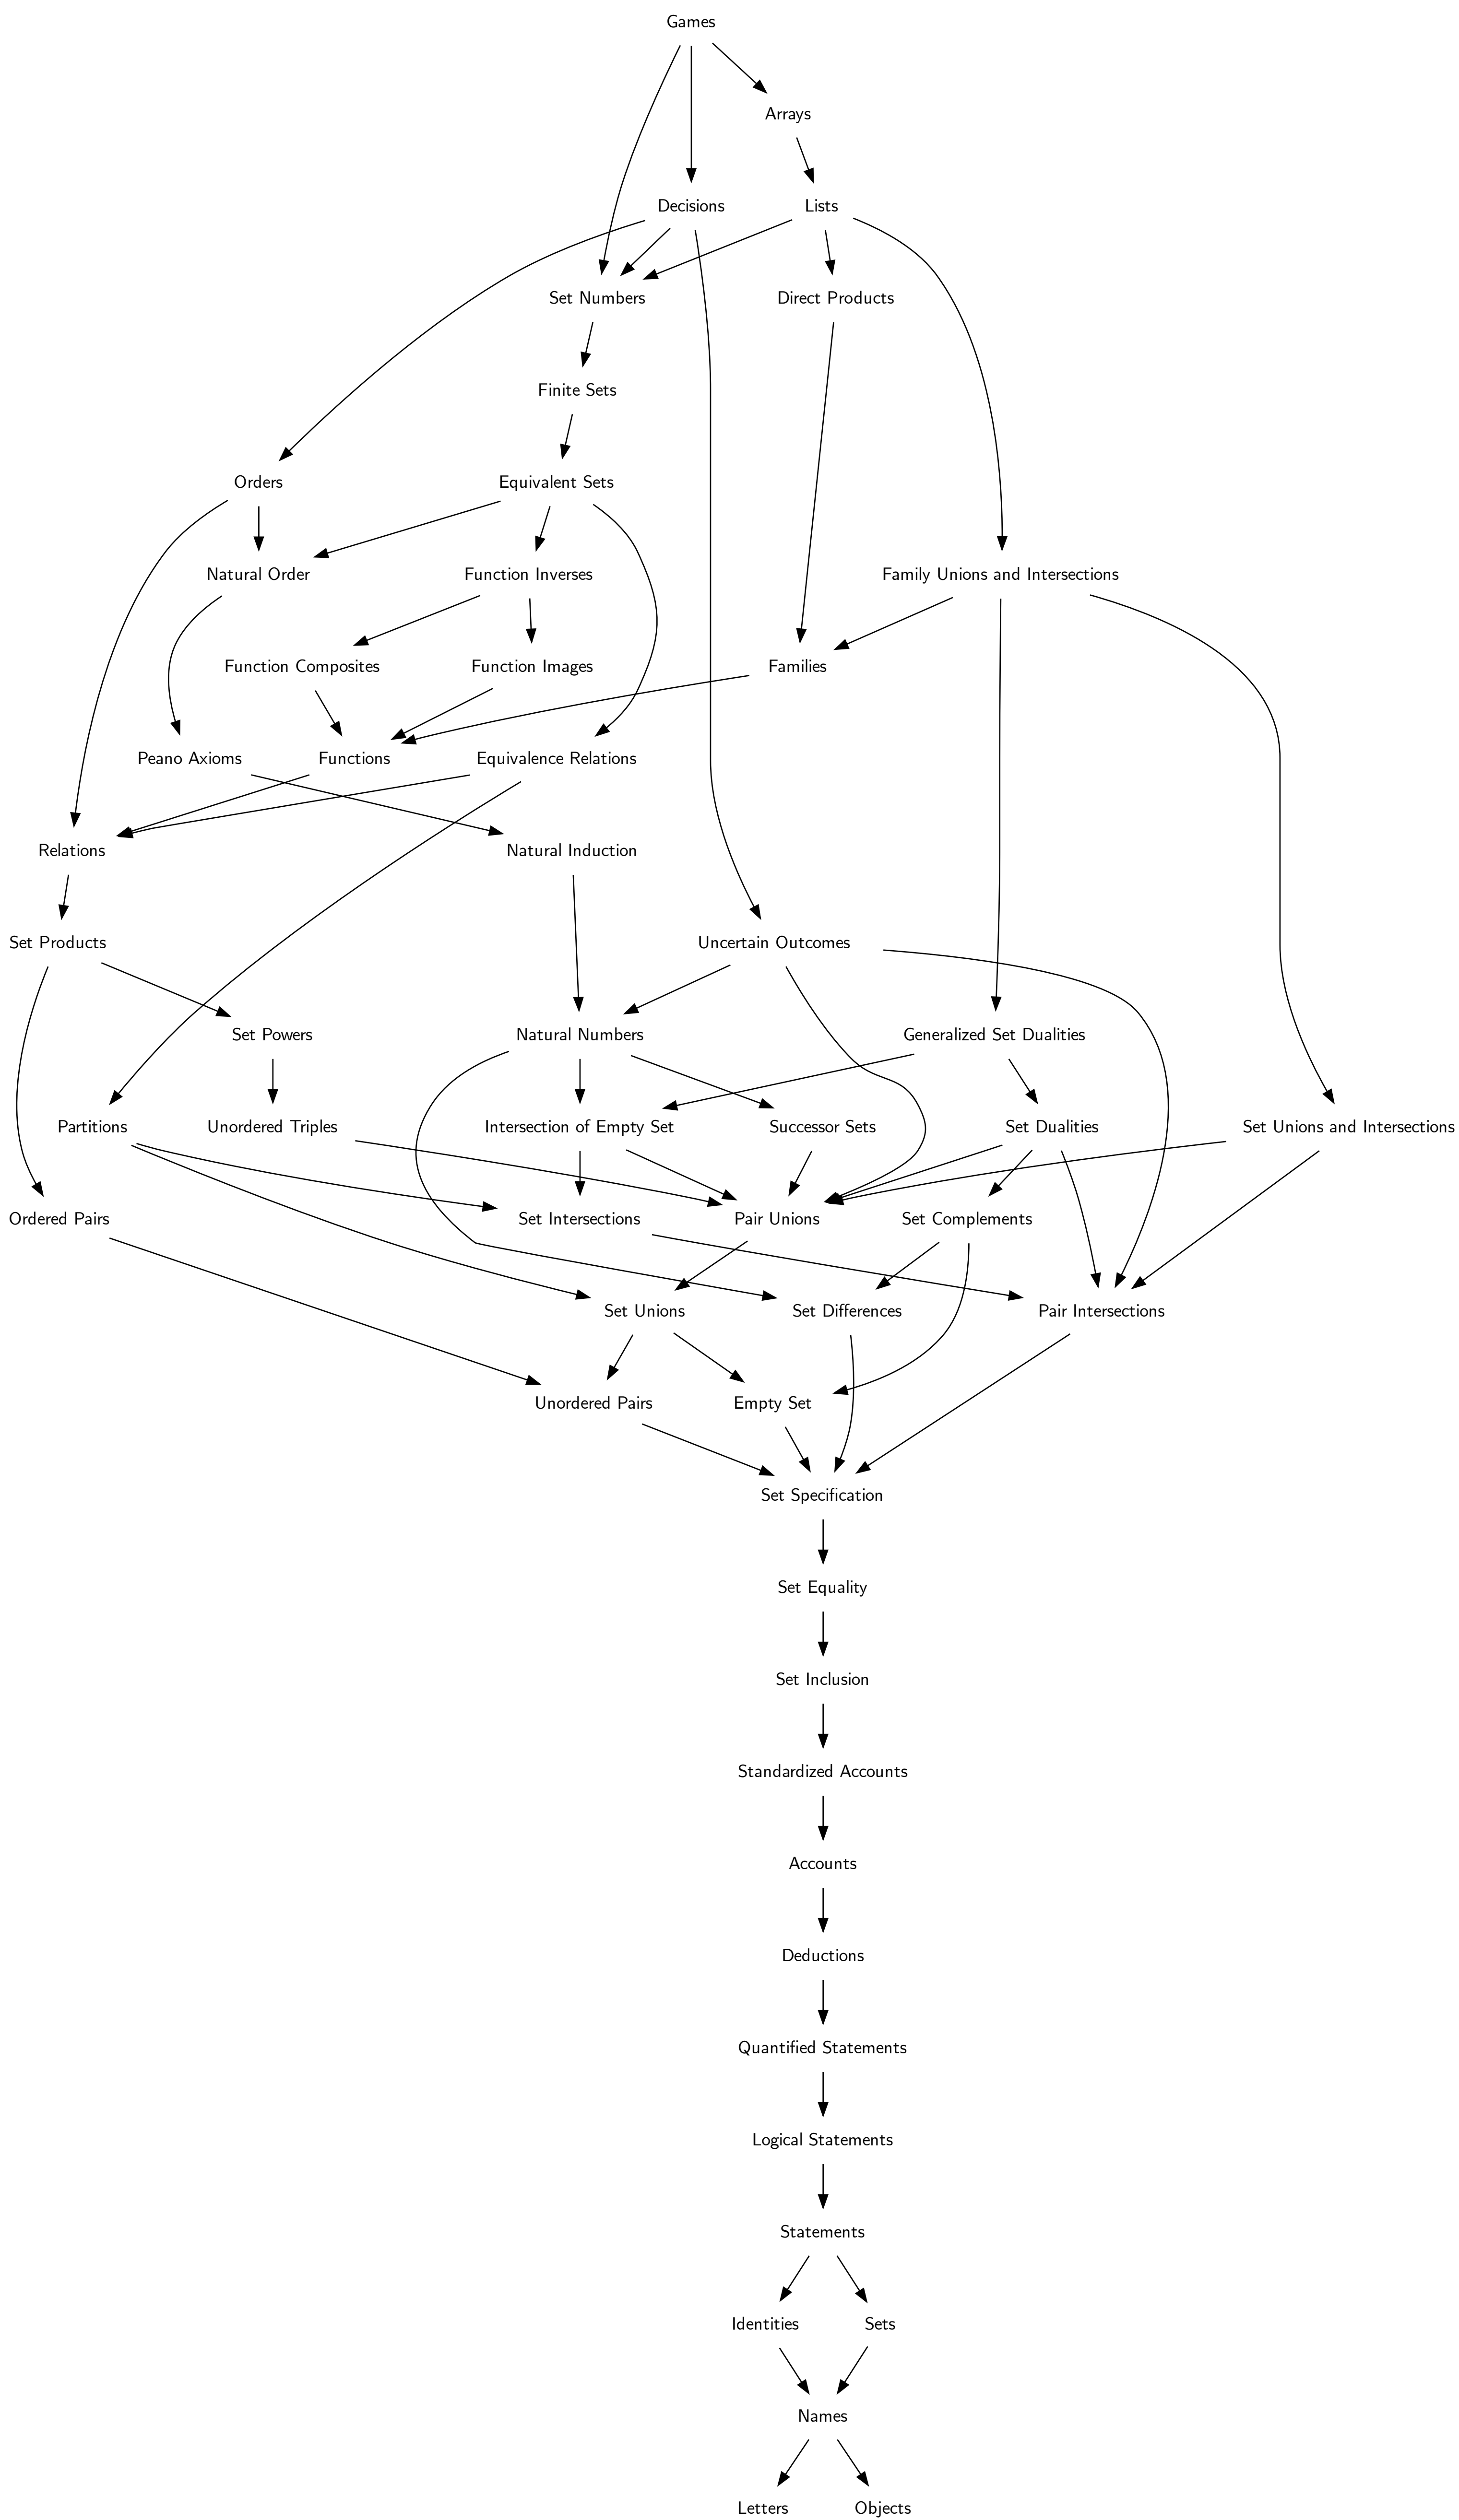 Games
Arrays
Decisions
Lists
Set Numbers
Direct Products
Finite Sets
Orders
Equivalent Sets
Natural Order
Function Inverses
Family Unions and Intersections
Function Composites
Function Images
Families
Peano Axioms
Functions
Equivalence Relations
Relations
Natural Induction
Set Products
Uncertain Outcomes
Set Powers
Natural Numbers
Generalized Set Dualities
Partitions
Unordered Triples
Intersection of Empty Set
Successor Sets
Set Dualities
Set Unions and Intersections
Ordered Pairs
Set Intersections
Pair Unions
Set Complements
Set Unions
Set Differences
Pair Intersections
Unordered Pairs
Empty Set
Set Specification
Set Equality
Set Inclusion
Standardized Accounts
Accounts
Deductions
Quantified Statements
Logical Statements
Statements
Identities
Sets
Names
Letters
Objects